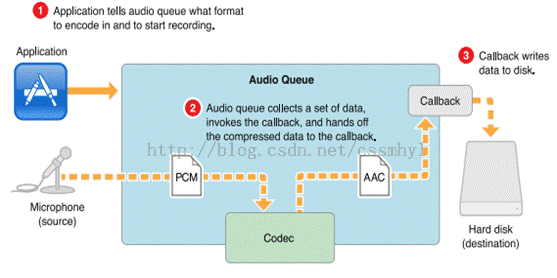 1 Application tells audio queue what format
to encode in and to start recording.
Application
Audio Queue
2 Audio queue collects a set of data,
invokes the callback, and hands off
the compressed data to the callback.
3 Callback writes
data to disk.
Callback
http://blog.csdn.net/cssmhyl
Microphone
(source)
PCM
AAC
Codec
Hard disk
(destination)